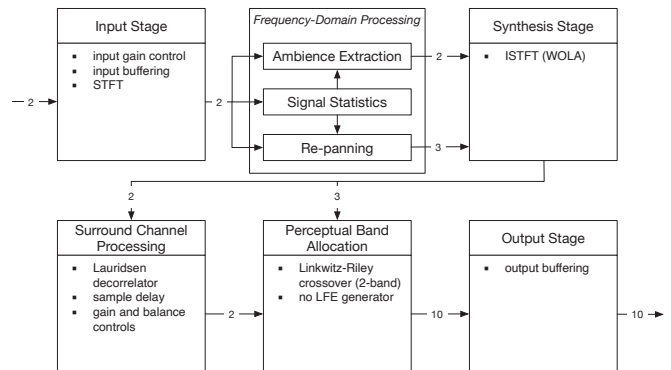 Input Stage
▪ input gain control
▪ input buffering
▪ STFT
2
2
Frequency-Domain Processing
Ambience Extraction
Signal Statistics
Re-panning
2
3
Synthesis Stage
▪ ISTFT (WOLA)
2
3
Surround Channel
Processing
▪ Lauridsen
decorrelator
▪ sample delay
▪ gain and balance
controls
2
Perceptual Band
Allocation
▪ Linkwitz-Riley
crossover (2-band)
▪ no LFE generator
10
Output Stage
▪ output buffering
10